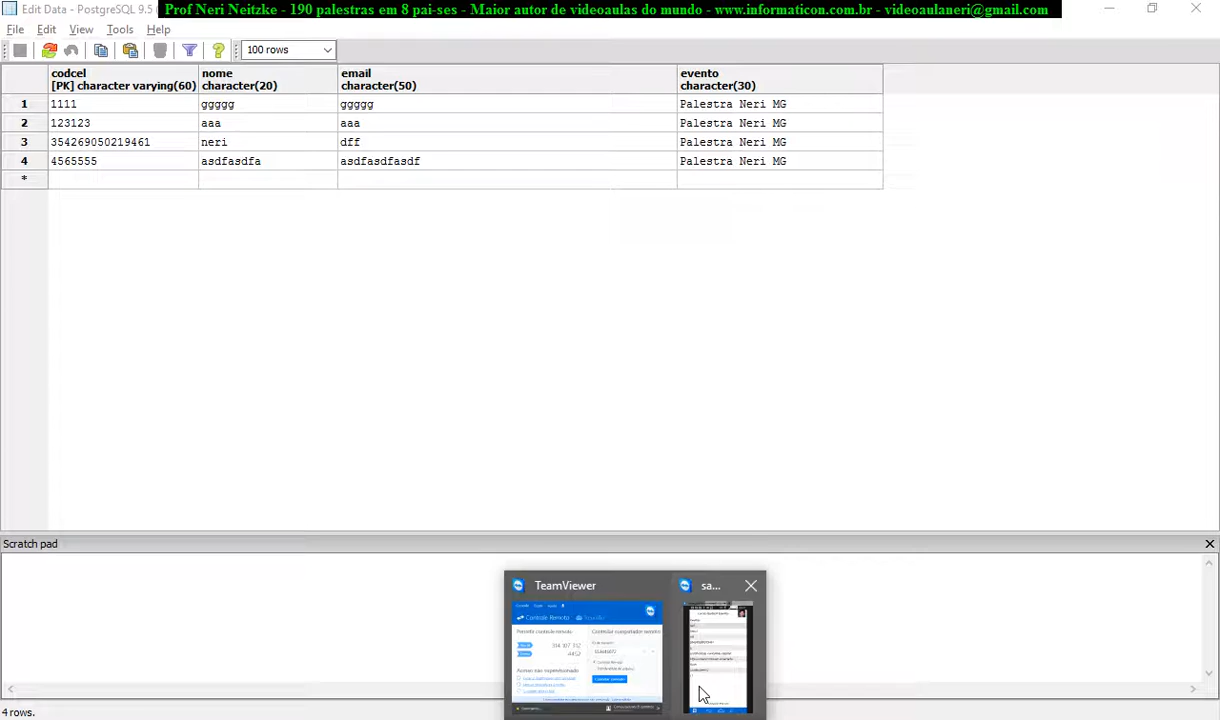 Edit Data - PostgreSQL 9.5
Prof Neri Neitzke - 190 palestras em 8 pai-ses - Maior autor de videoaulas do mundo - www.informaticon.com.br - videoaulaneri@gmail.com
File Edit View Tools Help
100 rows
codcel nome email evento
[PK] character varying(60) character(20) character(50) character(30)
1 1111 ggggg ggggg Palestra Neri MG
2 123123 aaa aaa Palestra Neri MG
3 354269050219461 neri dff Palestra Neri MG
4 4565555 asdfasdfa asdfasdfasdf Palestra Neri MG
*
Scratch pad
TeamViewer sa...
Controle Remoto
4 rows.